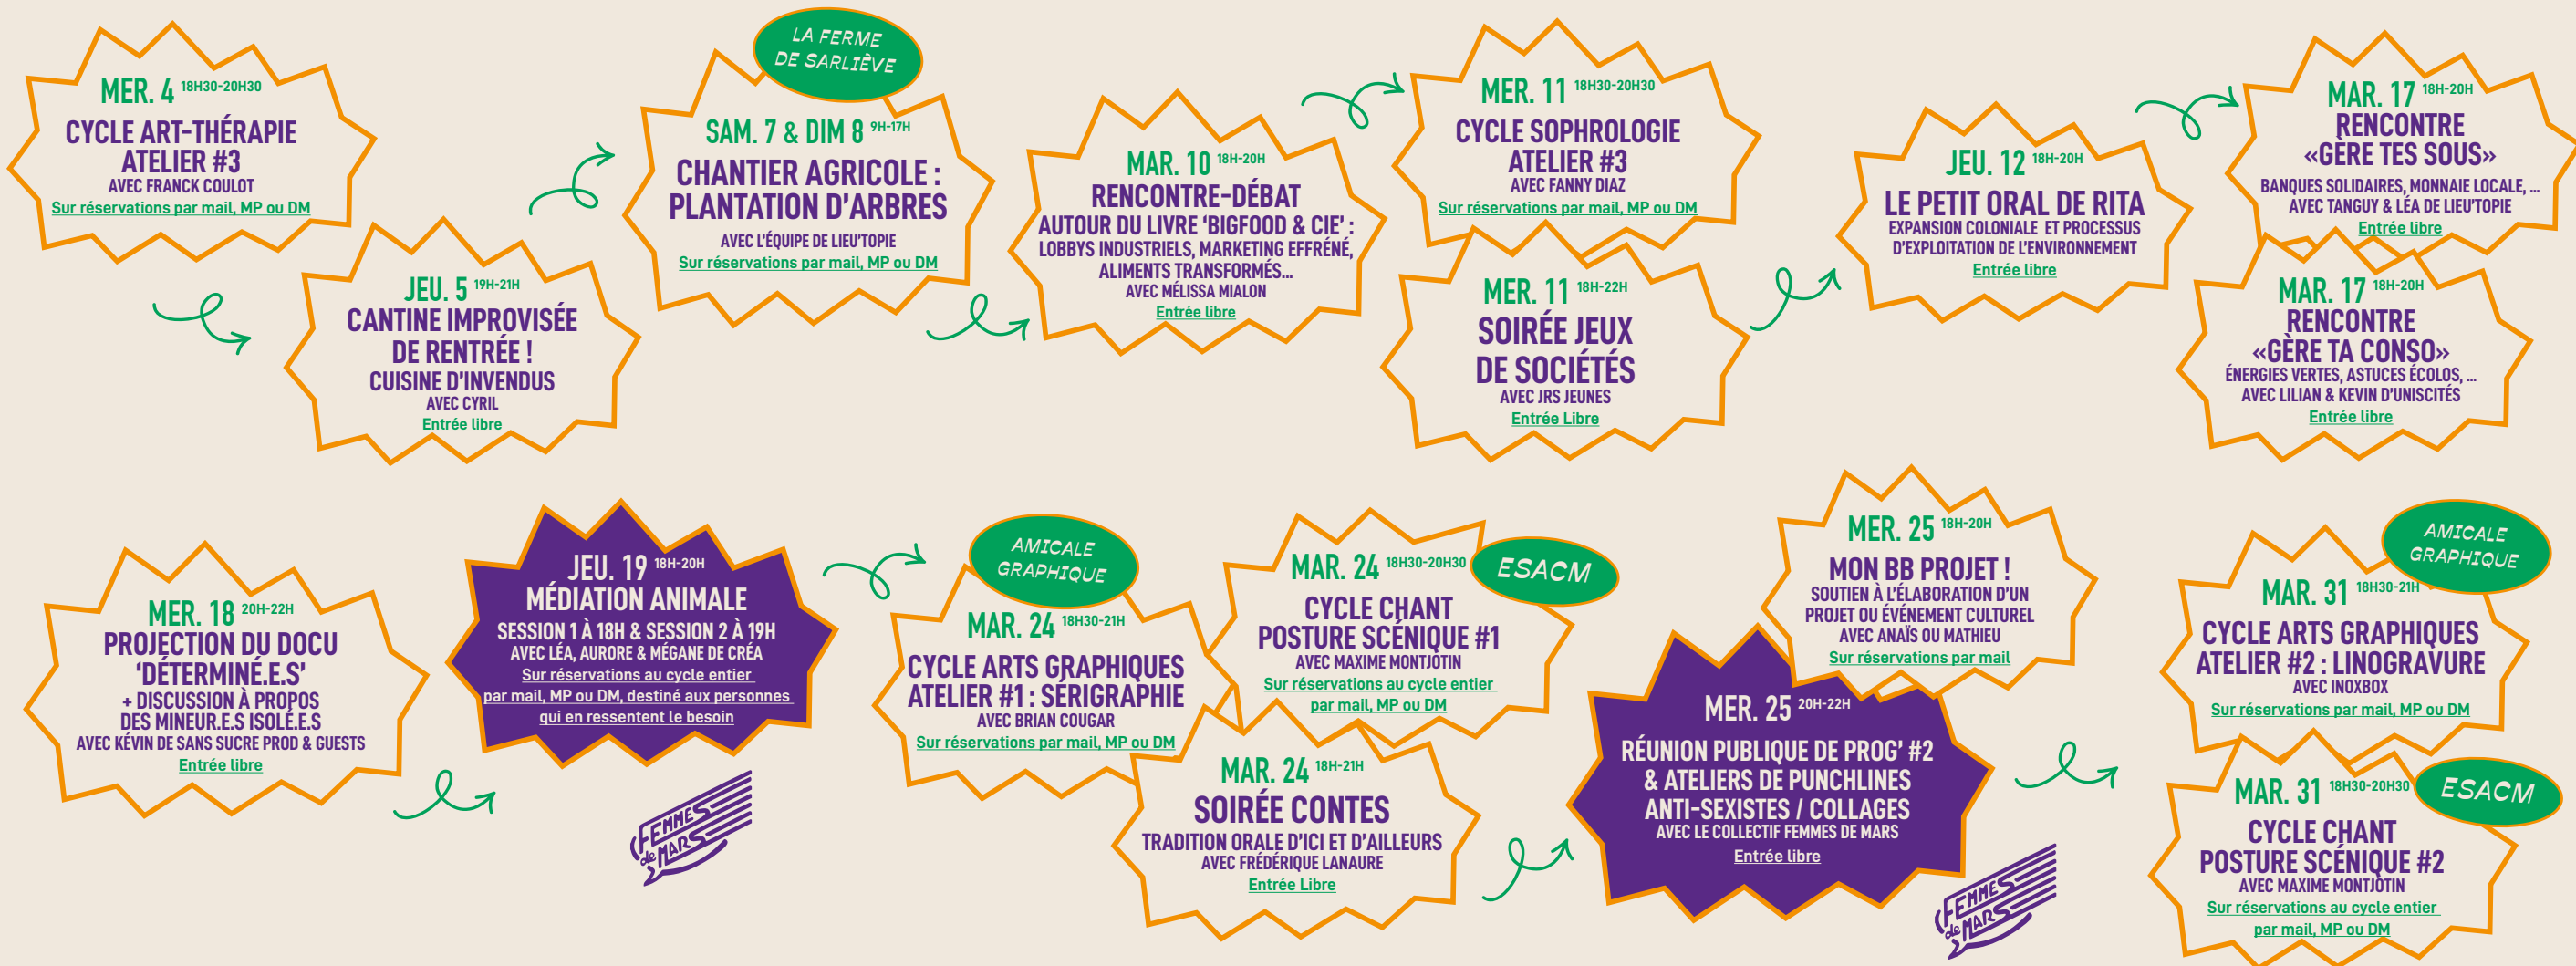 MER. 4 18H30-20H30
CYCLE ART-THÉRAPIE
ATELIER #3
AVEC FRANCK COULOT
Sur réservations par mail, MP ou DM
JEU. 5 19H-21H
CANTINE IMPROVISÉE
DE RENTRÉE !
CUISINE D'INVENDUS
AVEC CYRIL
Entrée libre
LA FERME
DE SARLIÈVE
SAM. 7 & DIM 8 9H-17H
CHANTIER AGRICOLE :
PLANTATION D'ARBRES
AVEC L'ÉQUIPE DE LIEU'TOPIE
Sur réservations par mail, MP ou DM
MAR. 10 18H-20H
RENCONTRE-DÉBAT
AUTOUR DU LIVRE 'BIGFOOD & CIE' :
LOBBYS INDUSTRIELS, MARKETING EFFRÉNÉ,
ALIMENTS TRANSFORMÉS...
AVEC MÉLISSA MIALON
Entrée libre
MER. 11 18H30-20H30
CYCLE SOPHROLOGIE
ATELIER #3
AVEC FANNY DIAZ
Sur réservations par mail, MP ou DM
MER. 11 18H-22H
SOIRÉE JEUX
DE SOCIÉTÉS
AVEC JRS JEUNES
Entrée Libre
JEU. 12 18H-20H
LE PETIT ORAL DE RITA
EXPANSION COLONIALE ET PROCESSUS
D'EXPLOITATION DE L'ENVIRONNEMENT
Entrée libre
MAR. 17 18H-20H
RENCONTRE
«GÈRE TES SOUS»
BANQUES SOLIDAIRES, MONNAIE LOCALE, ...
AVEC TANGUY & LÉA DE LIEU'TOPIE
Entrée libre
MAR. 17 18H-20H
RENCONTRE
«GÈRE TA CONSO»
ÉNERGIES VERTES, ASTUCES ÉCOLOS, ...
AVEC LILIAN & KEVIN D'UNISCITÉS
Entrée libre
MER. 18 20H-22H
PROJECTION DU DOCU
'DÉTERMINÉ.E.S'
+ DISCUSSION À PROPOS
DES MINEUR.E.S ISOLÉ.E.S
AVEC KÉVIN DE SANS SUCRE PROD & GUESTS
Entrée libre
JEU. 19 18H-20H
MÉDIATION ANIMALE
SESSION 1 À 18H & SESSION 2 À 19H
AVEC LÉA, AURORE & MÉGANE DE CRÉA
Sur réservations au cycle entier
par mail, MP ou DM, destiné aux personnes
qui en ressentent le besoin
FEMMES
de MARS
AMICALE
GRAPHIQUE
MAR. 24 18H30-21H
CYCLE ARTS GRAPHIQUES
ATELIER #1 : SÉRIGRAPHIE
AVEC BRIAN COUGAR
Sur réservations par mail, MP ou DM
ESACM
MAR. 24 18H30-20H30
CYCLE CHANT
POSTURE SCÉNIQUE #1
AVEC MAXIME MONTJOTIN
Sur réservations au cycle entier
par mail, MP ou DM
MAR. 24 18H-21H
SOIRÉE CONTES
TRADITION ORALE D'ICI ET D'AILLEURS
AVEC FRÉDÉRIQUE LANAURE
Entrée Libre
MER. 25 18H-20H
MON BB PROJET !
SOUTIEN À L'ÉLABORATION D'UN
PROJET OU ÉVÉNEMENT CULTUREL
AVEC ANAÏS OU MATHIEU
Sur réservations par mail
MER. 25 20H-22H
RÉUNION PUBLIQUE DE PROG' #2
& ATELIERS DE PUNCHLINES
ANTI-SEXISTES / COLLAGES
AVEC LE COLLECTIF FEMMES DE MARS
Entrée libre
FEMMES
de MARS
AMICALE
GRAPHIQUE
MAR. 31 18H30-21H
CYCLE ARTS GRAPHIQUES
ATELIER #2 : LINOGRAVURE
AVEC INOXBOX
Sur réservations par mail, MP ou DM
ESACM
MAR. 31 18H30-20H30
CYCLE CHANT
POSTURE SCÉNIQUE #2
AVEC MAXIME MONTJOTIN
Sur réservations au cycle entier
par mail, MP ou DM